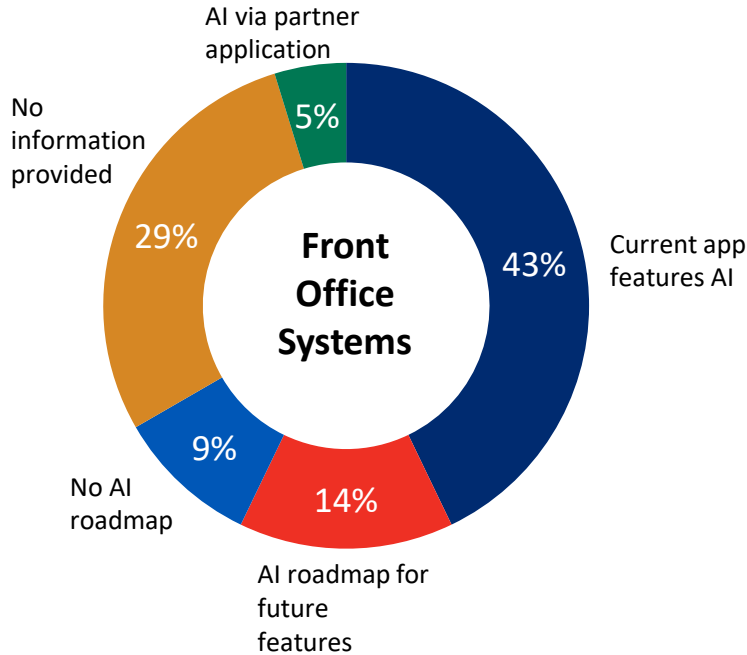 AI via partner
application
5%
No
information
provided
29%
Front
Office
Systems
43%
Current app
features AI
9%
No AI
roadmap
14%
AI roadmap for
future
features